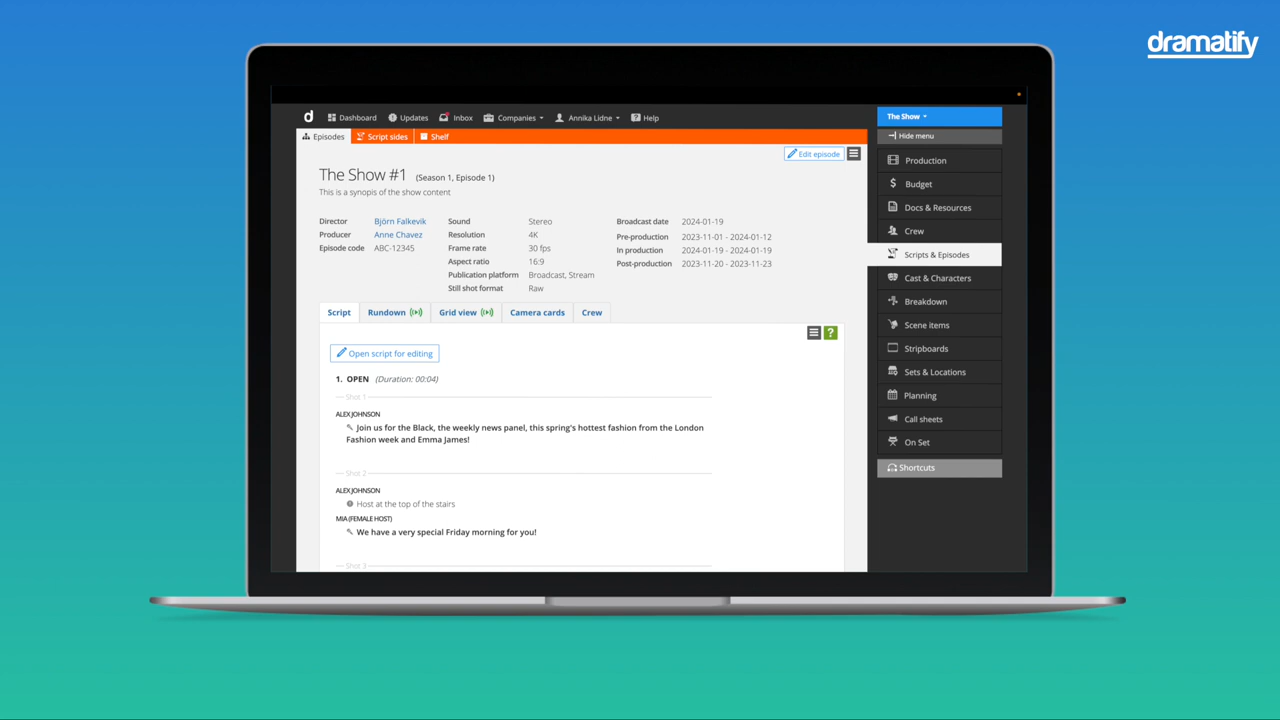 dramatify
d Dashboard Updates Inbox Companies Annika Lidne Help
The Show
Hide menu
Episodes Script sides Shelf
Edit episode
The Show #1 (Season 1, Episode 1)
This is a synopis of the show content
Director Björn Falkevik
Producer Anne Chavez
Episode code ABC-12345
Sound Stereo
Resolution 4K
Frame rate 30 fps
Aspect ratio 16:9
Publication platform Broadcast, Stream
Still shot format Raw
Broadcast date 2024-01-19
Pre-production 2023-11-01 - 2024-01-12
In production 2024-01-19 - 2024-01-19
Post-production 2023-11-20 - 2023-11-23
Script Rundown Grid view Camera cards Crew
?
Open script for editing
1. OPEN (Duration: 00:04)
Shot 1
ALEX JOHNSON
Join us for the Black, the weekly news panel, this spring's hottest fashion from the London
Fashion week and Emma James!
Shot 2
ALEX JOHNSON
Host at the top of the stairs
MIA (FEMALE HOST)
We have a very special Friday morning for you!
Shot 3
Production
Budget
Docs & Resources
Crew
Scripts & Episodes
Cast & Characters
Breakdown
Scene items
Stripboards
Sets & Locations
Planning
Call sheets
On Set
Shortcuts